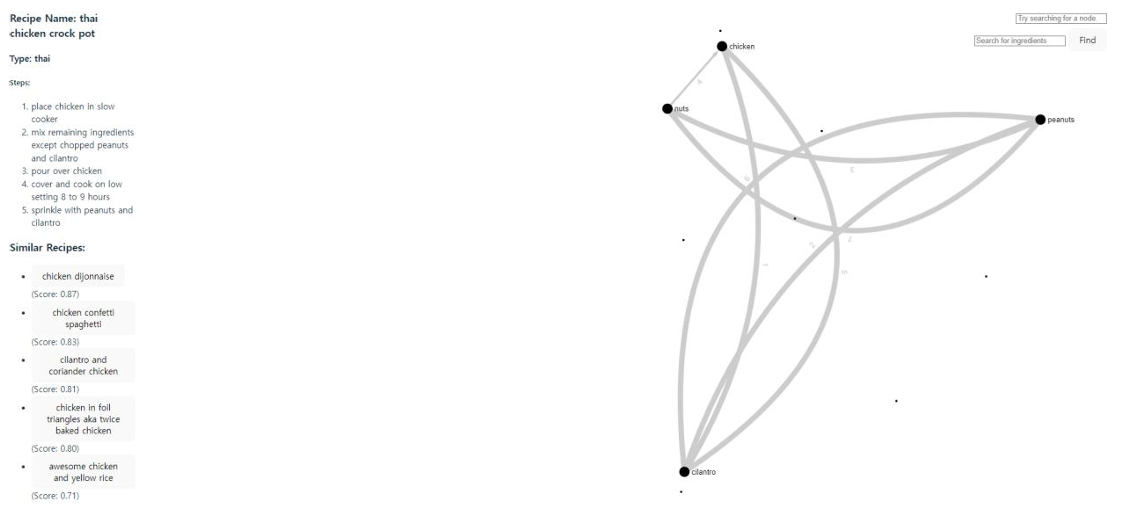 Recipe Name: thai
chicken crock pot
Type: thai
Steps:
1. place chicken in slow
cooker
2. mix remaining ingredients
except chopped peanuts
and cilantro
3. pour over chicken
4. cover and cook on low
setting 8 to 9 hours
5. sprinkle with peanuts and
cilantro
Similar Recipes:
chicken dijonnaise
(Score: 0.87)
chicken confetti
spaghetti
(Score: 0.83)
cilantro and
coriander chicken
(Score: 0.81)
chicken in foil
triangles aka twice
baked chicken
(Score: 0.80)
awesome chicken
and yellow rice
(Score: 0.71)
Try searching for a node
Search for ingredients
Find
chicken
nuts
peanuts
cilantro